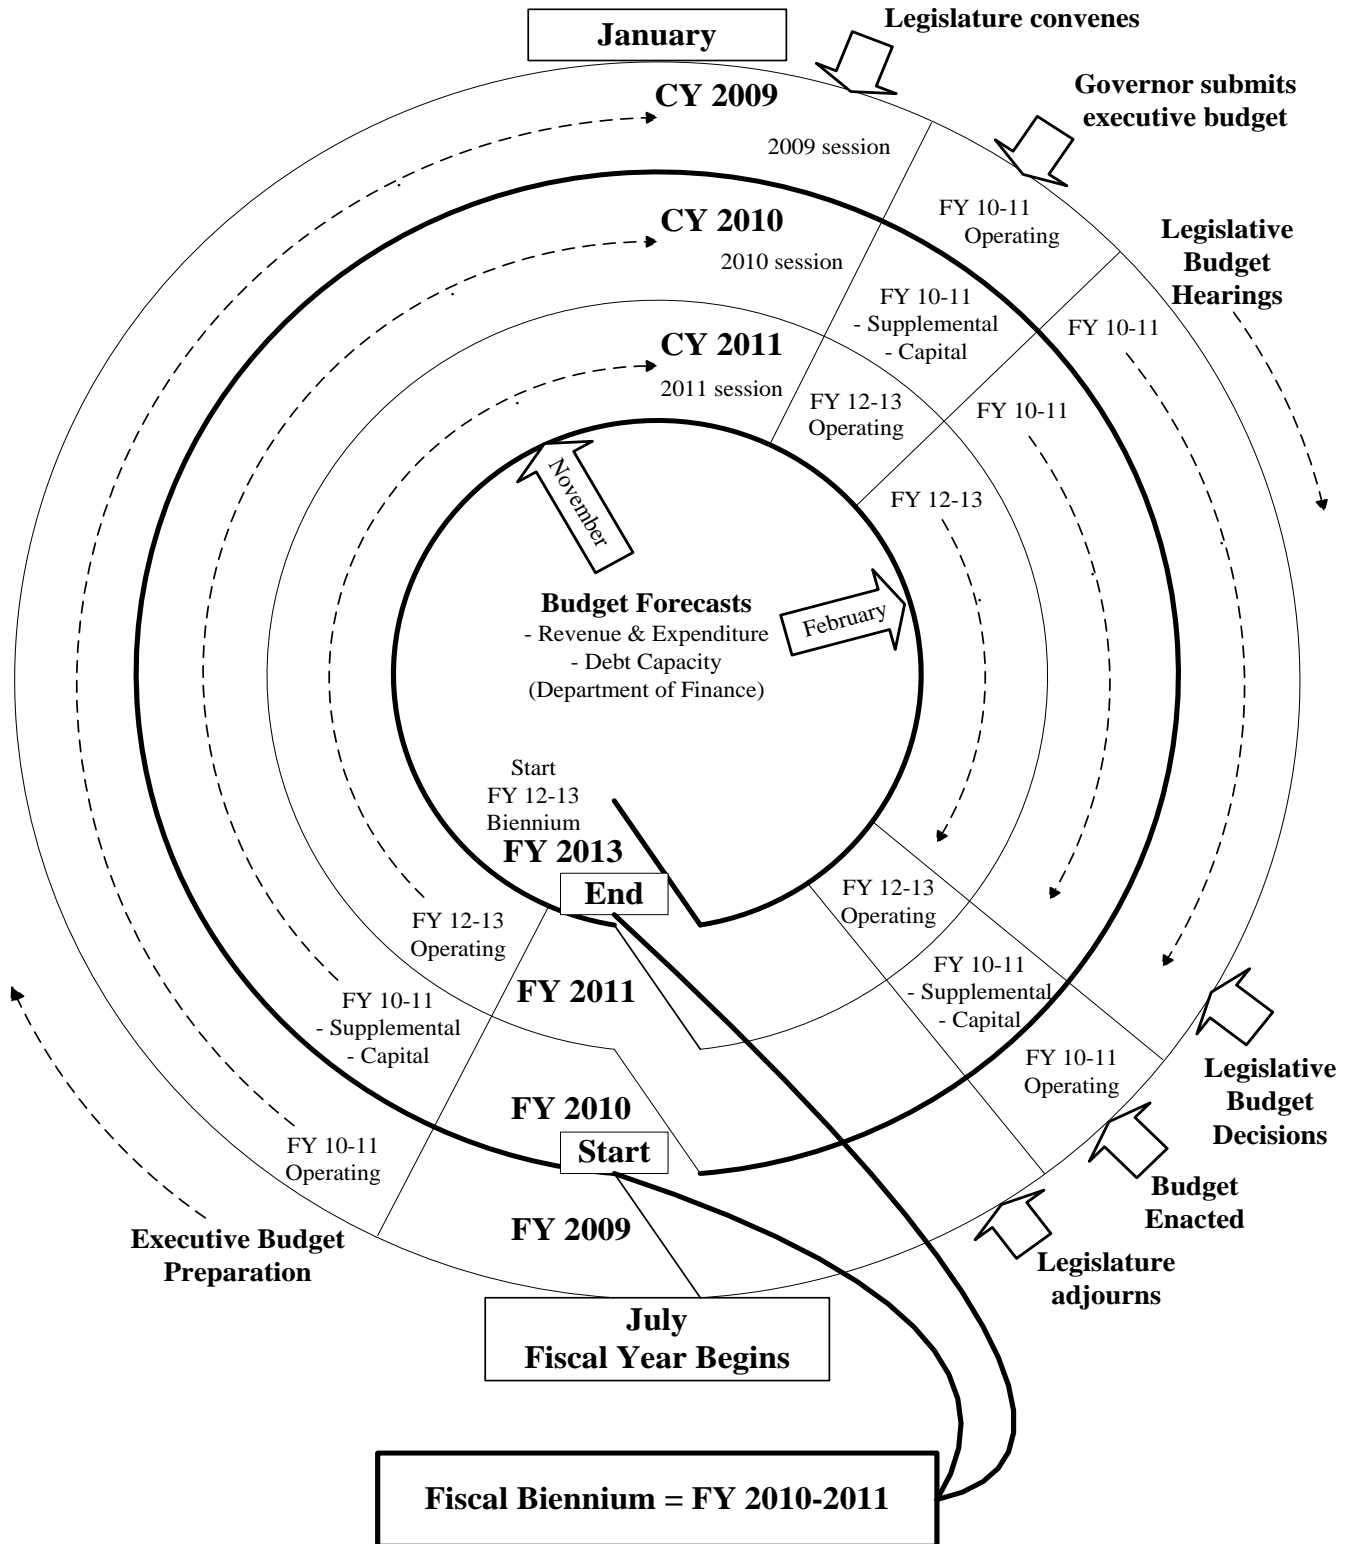 January
Legislature convenes
CY 2009
Governor submits
executive budget
2009 session
FY 10-11
Operating
CY 2010
2010 session
Legislative
Budget
Hearings
FY 10-11
- Supplemental
- Capital
FY 10-11
CY 2011
2011 session
FY 12-13
Operating
FY 10-11
November
FY 12-13
Budget Forecasts
- Revenue & Expenditure
- Debt Capacity
(Department of Finance)
February
Start
FY 12-13
Biennium
FY 2013
End
FY 12-13
Operating
FY 12-13
Operating
FY 2011
FY 10-11
- Supplemental
- Capital
FY 10-11
- Supplemental
- Capital
FY 10-11
Operating
Legislative
Budget
Decisions
FY 2010
Start
FY 10-11
Operating
Budget
Enacted
FY 2009
Executive Budget
Preparation
Legislature
adjourns
July
Fiscal Year Begins
Fiscal Biennium = FY 2010-2011